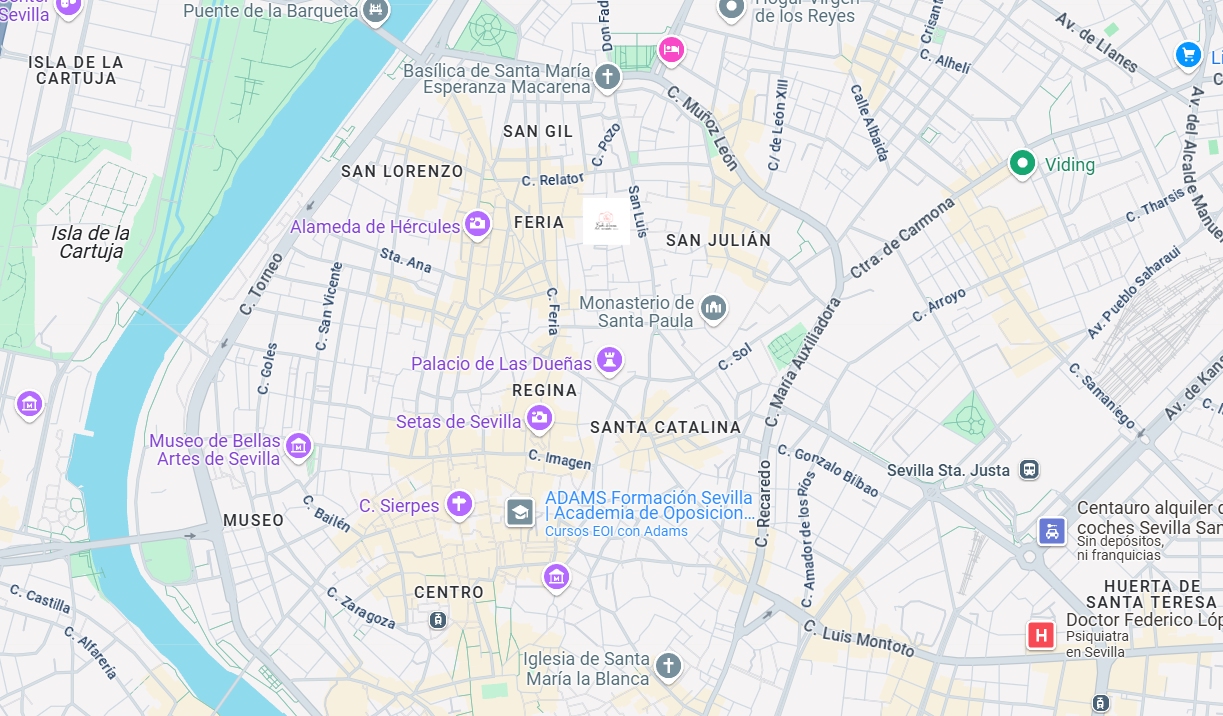 Sevilla
Puente de la Barqueta
Don Fad
de los Reyes
Crisant
Av. de Llanes
ISLA DE LA
CARTUJA
Basílica de Santa María
Esperanza Macarena
C. Alhelí
Li
C
C. Muñoz León
C/ de León XIII
Calle Albaida
Av. del Alcalde Manuel
SAN GIL
C. Pozo
SAN LORENZO
C. Relator
Viding
San Luis
C. Tharsis
Isla de la
Cartuja
Alameda de Hércules
FERIA
SAN JULIÁN
Ctra. de Carmona
C. Torneo
Sta. Ana
C. San Vicente
C. Feria
Monasterio de
Santa Paula
C. Arroyo
Av. Pueblo Saharaui
C. Goles
Palacio de Las Dueñas
C. Sol
C. María Auxiliadora
REGINA
C. Samaniego
Av. de Kans
Setas de Sevilla
SANTA CATALINA
Museo de Bellas
Artes de Sevilla
C. Imagen
C. Gonzalo Bilbao
Sevilla Sta. Justa
C. Sierpes
ADAMS Formación Sevilla
| Academia de Oposicion...
Cursos EOI con Adams
C. Bailén
MUSEO
C. Recaredo
C. Amador de los Ríos
Centauro alquiler d
coches Sevilla San
Sin depósitos,
ni franquicias
CENTRO
C. Castilla
C. Zaragoza
C. Alfarería
HUERTA DE
SANTA TERESA
Doctor Federico Lóp
Psiquiatra
en Sevilla
C. Luis Montoto
Iglesia de Santa
María la Blanca